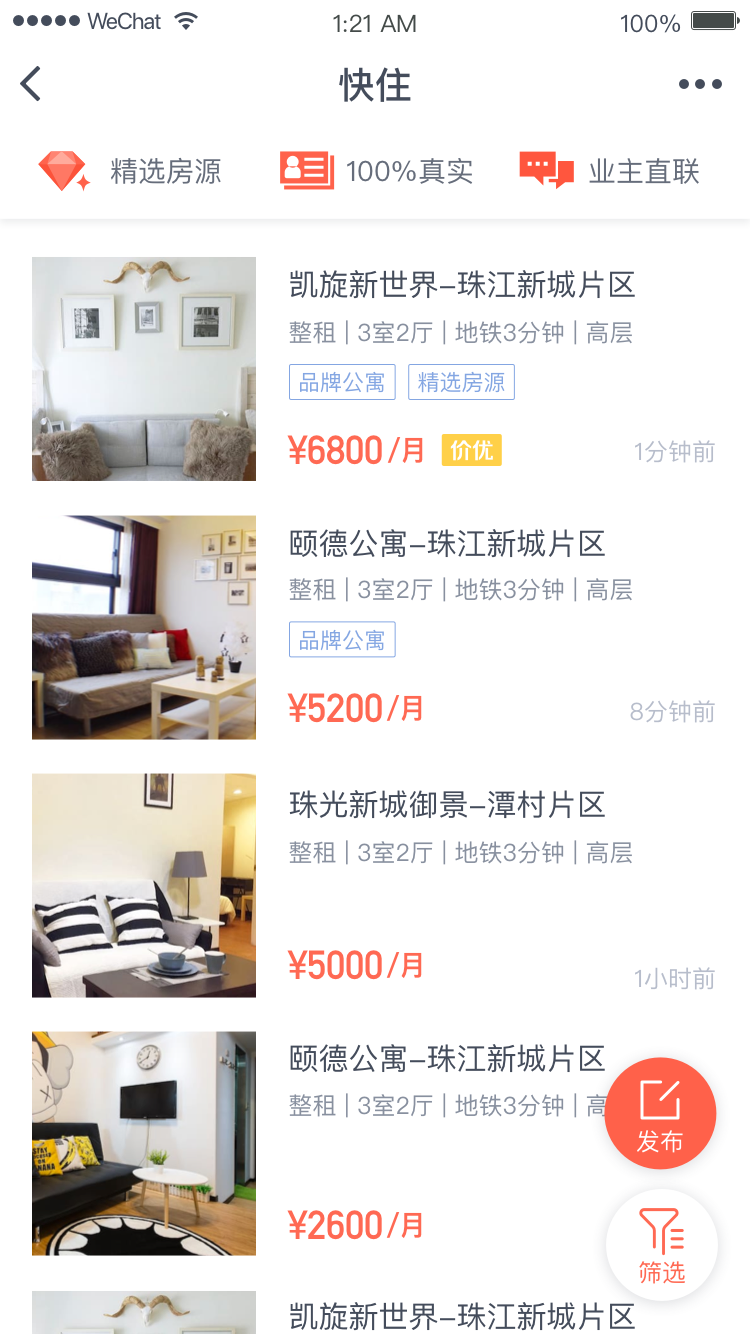 WeChat 1:21 AM 100%
快住
精选房源 100%真实 业主直联
凯旋新世界–珠江新城片区
整租 | 3室2厅 | 地铁3分钟 | 高层
品牌公寓 精选房源
¥6800/月 价优 1分钟前
颐德公寓–珠江新城片区
整租 | 3室2厅 | 地铁3分钟 | 高层
品牌公寓
¥5200/月 8分钟前
珠光新城御景–潭村片区
整租 | 3室2厅 | 地铁3分钟 | 高层
¥5000/月 1小时前
颐德公寓–珠江新城片区
整租 | 3室2厅 | 地铁3分钟 | 高
发布
¥2600/月
筛选
凯旋新世界–珠江新城片区